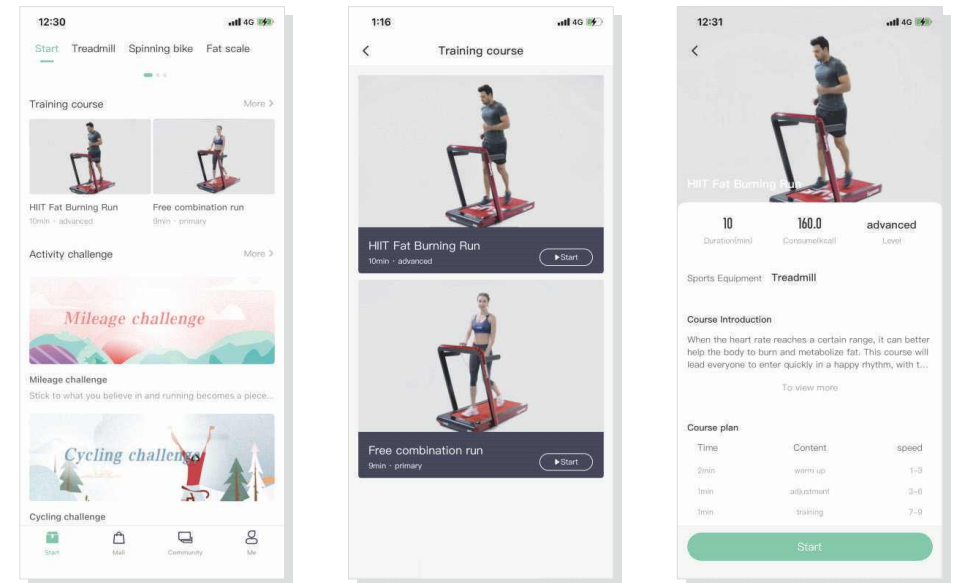 12:30
4G
Start Treadmill Spinning bike Fat scale
Training course
More >
HIIT Fat Burning Run
10min · advanced
Free combination run
9min · primary
Activity challenge
More >
Mileage challenge
Mileage challenge
Stick to what you believe in and running becomes a piece...
Cycling challenge
Cycling challenge
Start
Mall
Community
Me
1:16
4G
Training course
HIIT Fat Burning Run
10min · advanced
Start
Free combination run
9min · primary
Start
12:31
4G
HIIT Fat Burning Run
10 160.0 advanced
Duration(min) Consume(kcal) Level
Sports Equipment Treadmill
Course Introduction
When the heart rate reaches a certain range, it can better
help the body to burn and metabolize fat. This course will
lead everyone to enter quickly in a happy rhythm, with t...
To view more
Course plan
Time Content speed
2min warm up 1-3
1min adjustment 3-6
1min training 7-9
Start